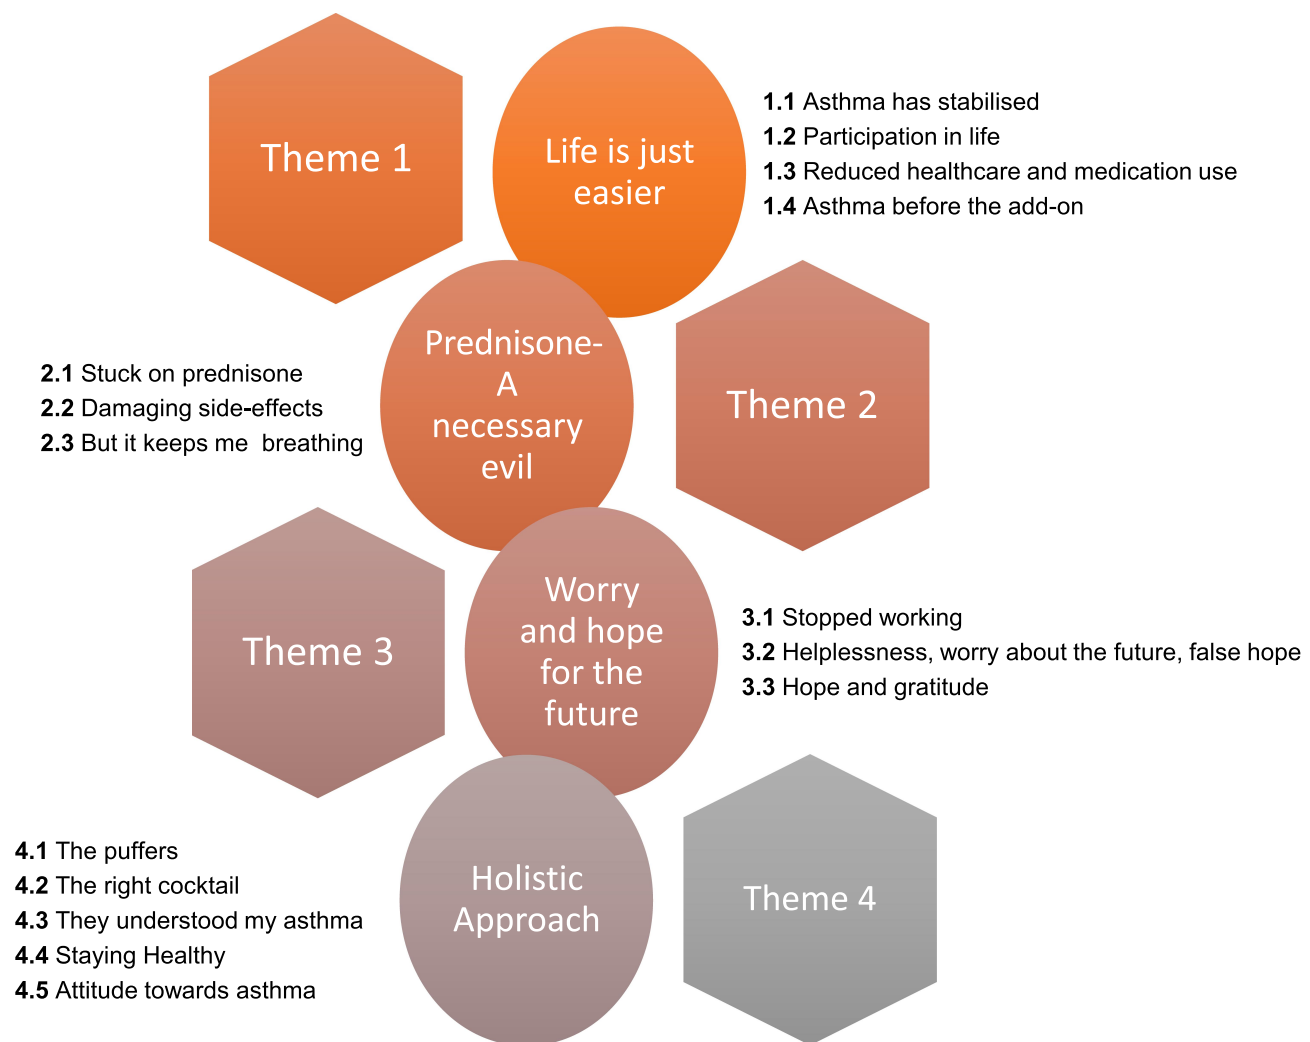 Theme 1
Life is just
easier
1.1 Asthma has stabilised
1.2 Participation in life
1.3 Reduced healthcare and medication use
1.4 Asthma before the add-on
2.1 Stuck on prednisone
2.2 Damaging side-effects
2.3 But it keeps me  breathing
Prednisone-
A
necessary
evil
Theme 2
Theme 3
Worry
and hope
for the
future
3.1 Stopped working
3.2 Helplessness, worry about the future, false hope
3.3 Hope and gratitude
4.1 The puffers
4.2 The right cocktail
4.3 They understood my asthma
4.4 Staying Healthy
4.5 Attitude towards asthma
Holistic
Approach
Theme 4